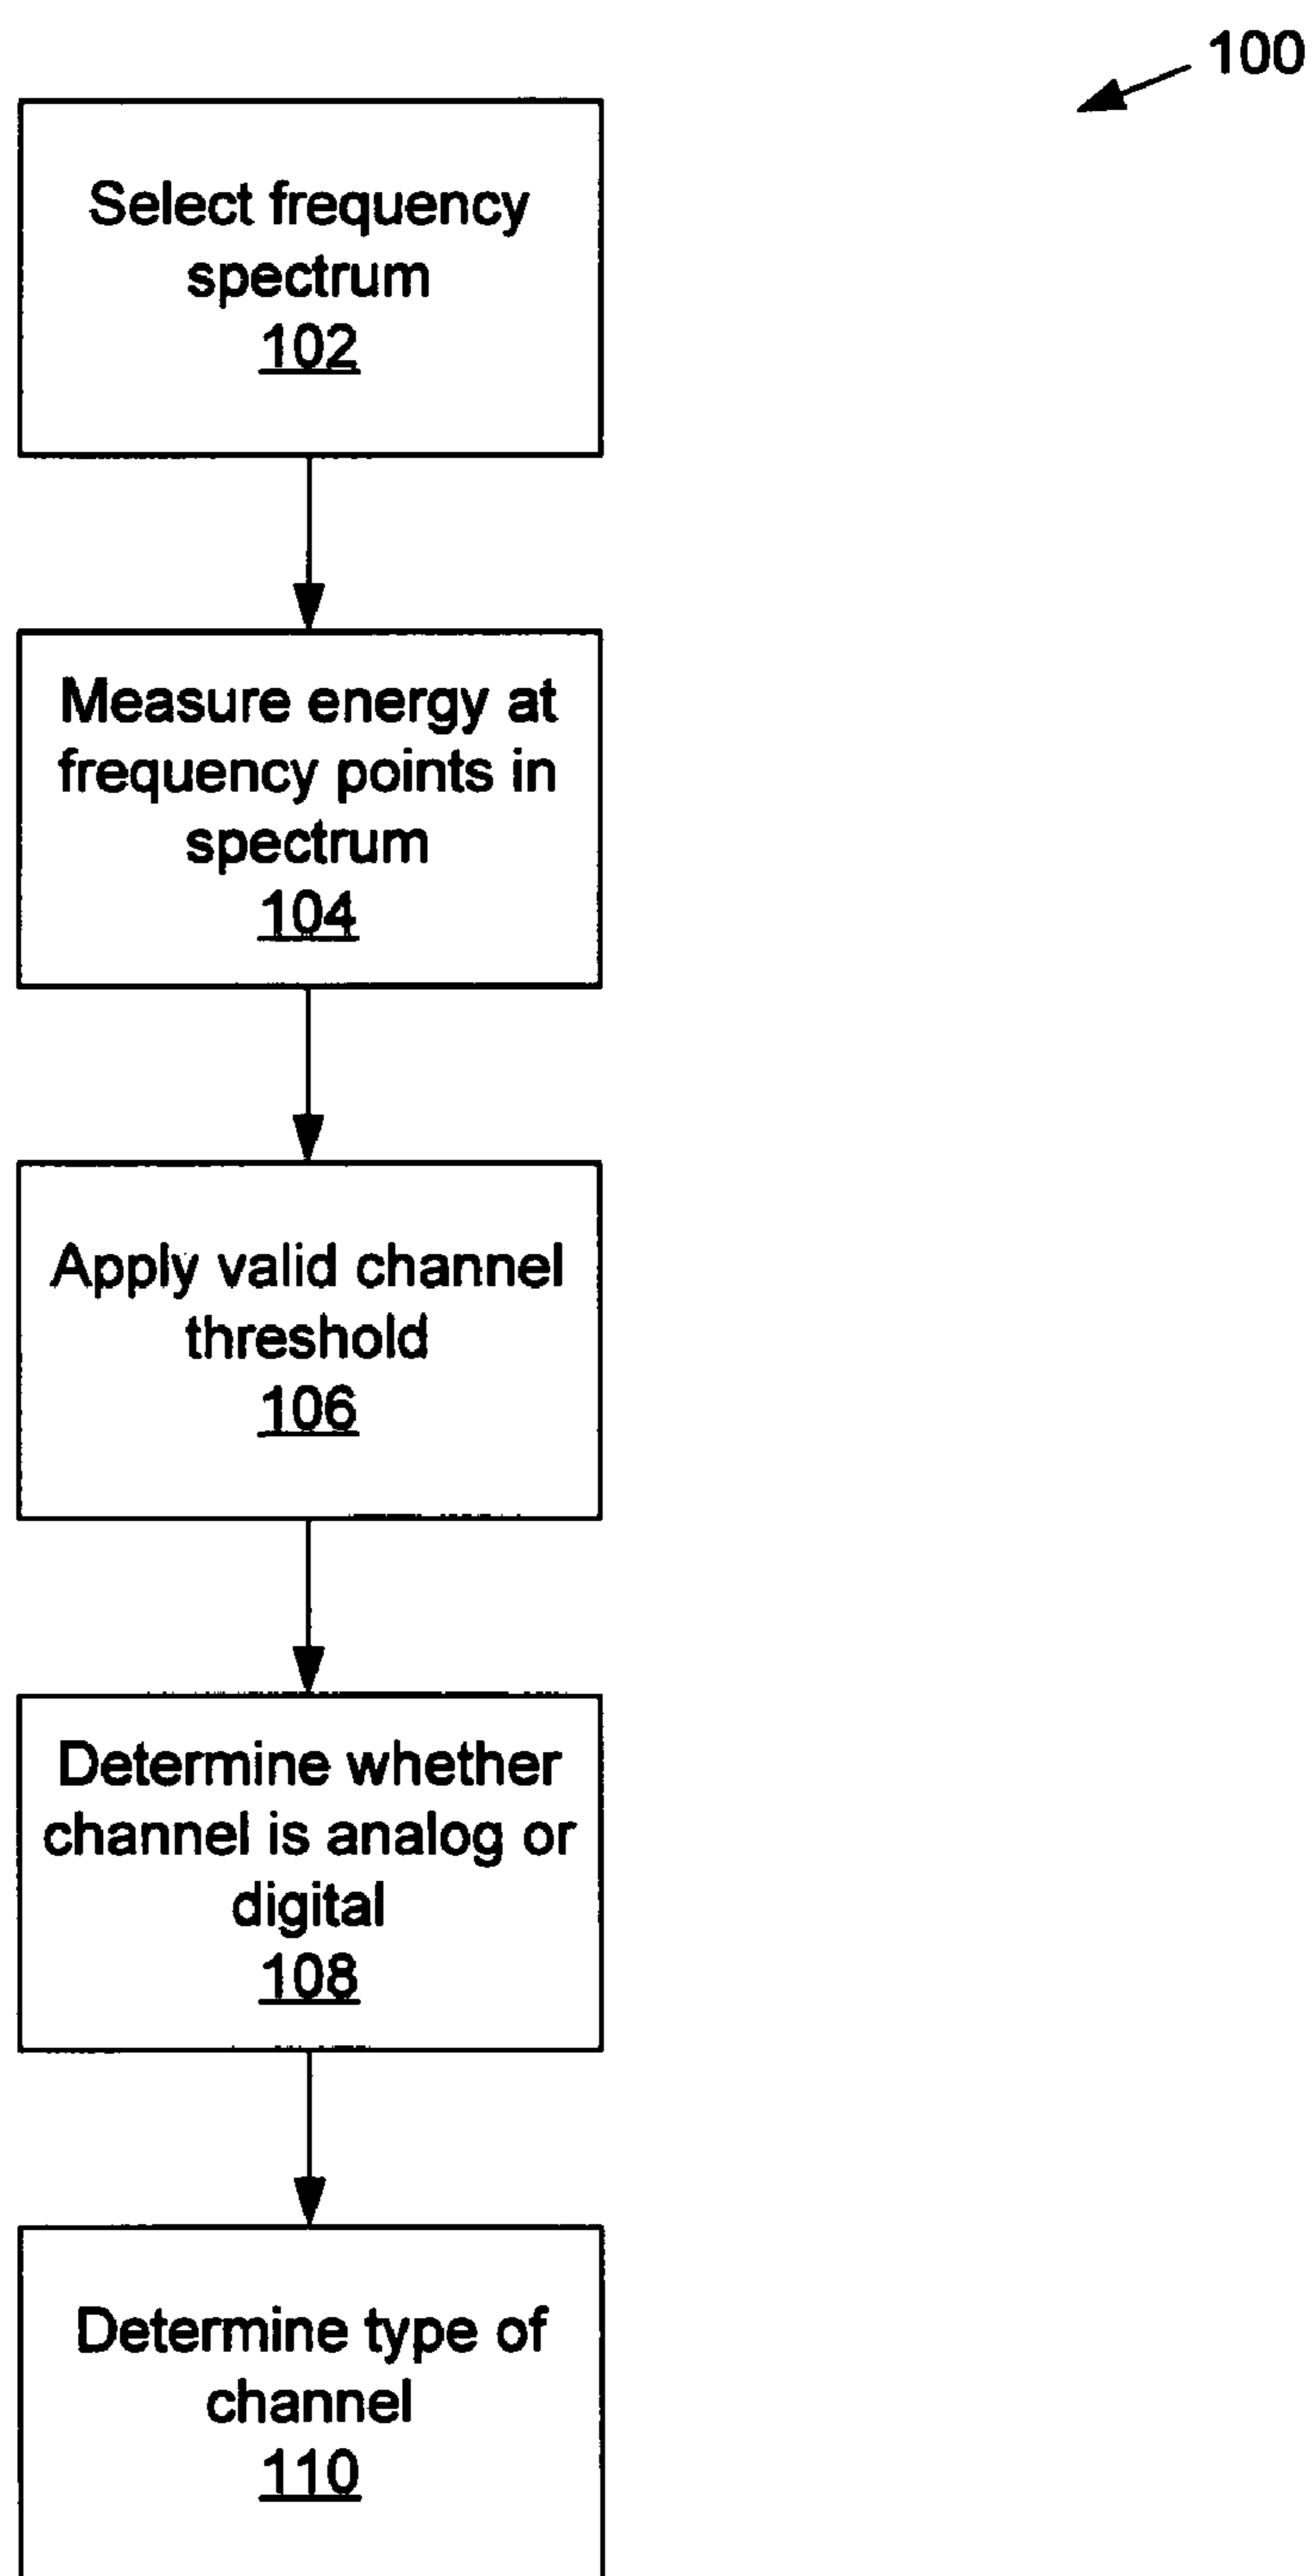 100
Select frequency
spectrum
102
Measure energy at
frequency points in
spectrum
104
Apply valid channel
threshold
106
Determine whether
channel is analog or
digital
108
Determine type of
channel
110